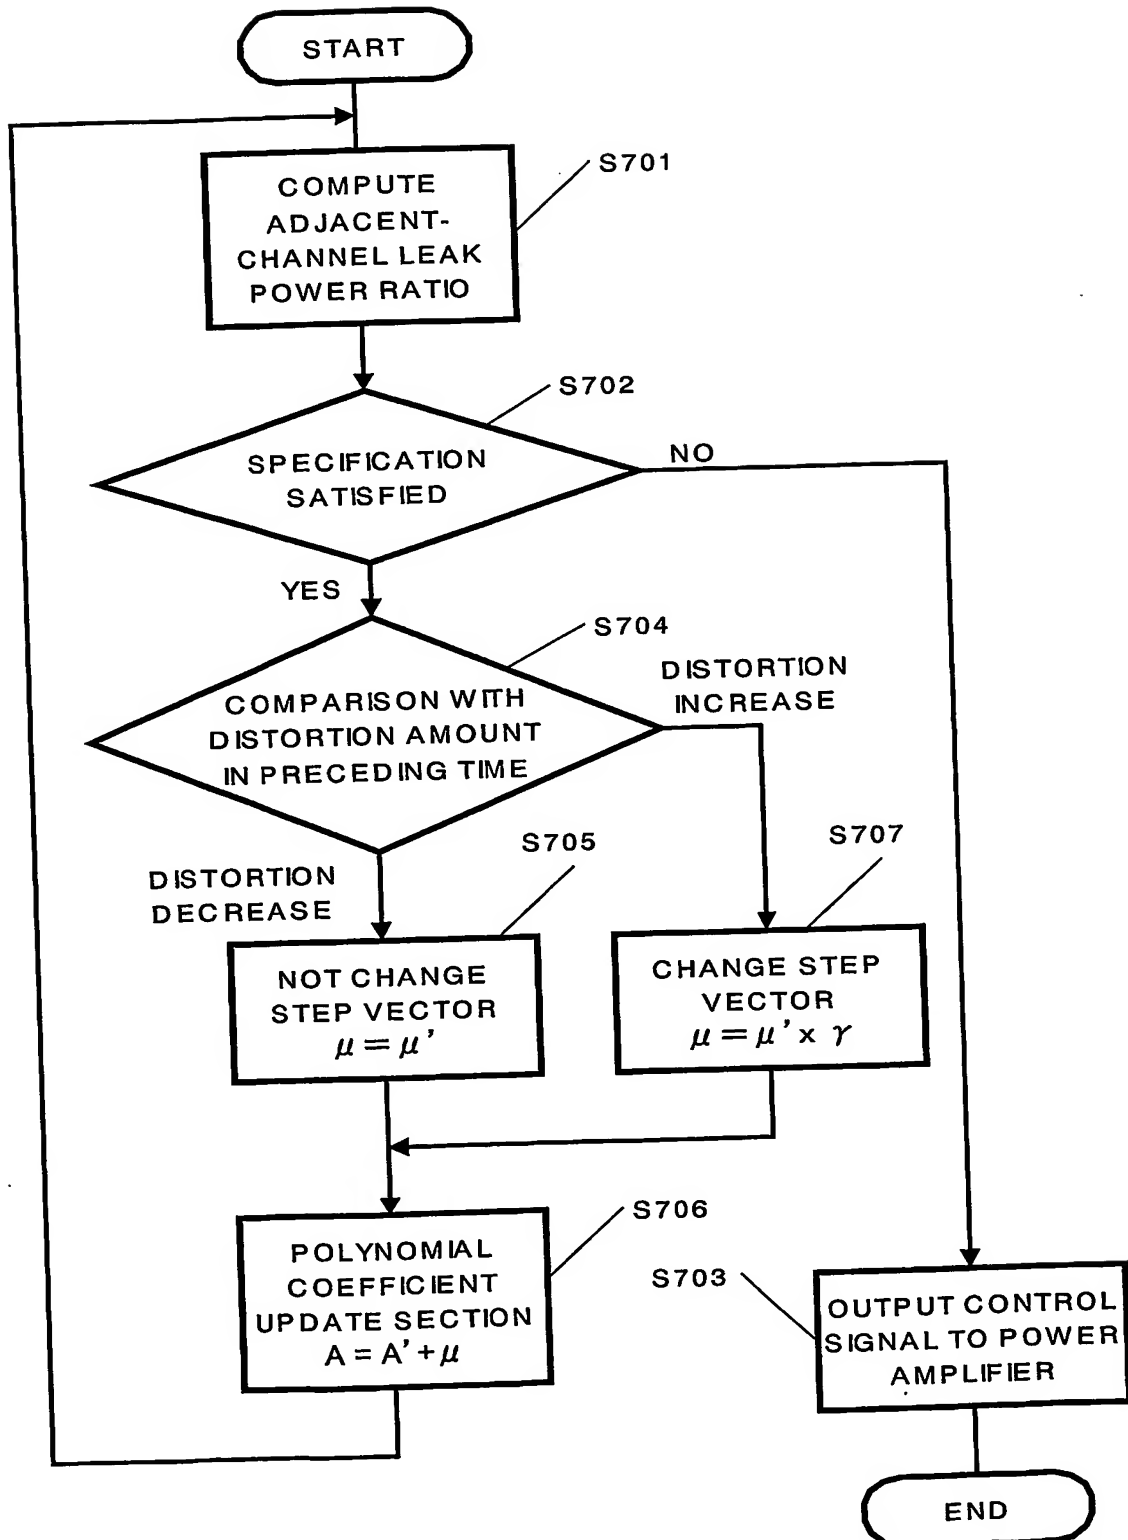 START
COMPUTE
ADJACENT-
CHANNEL LEAK
POWER RATIO
S701
S702
SPECIFICATION
SATISFIED
NO
YES
S704
COMPARISON WITH
DISTORTION AMOUNT
IN PRECEDING TIME
DISTORTION
INCREASE
DISTORTION
DECREASE
S705
S707
NOT CHANGE
STEP VECTOR
μ = μ'
CHANGE STEP
VECTOR
μ = μ' x γ
S706
POLYNOMIAL
COEFFICIENT
UPDATE SECTION
A = A' + μ
S703
OUTPUT CONTROL
SIGNAL TO POWER
AMPLIFIER
END